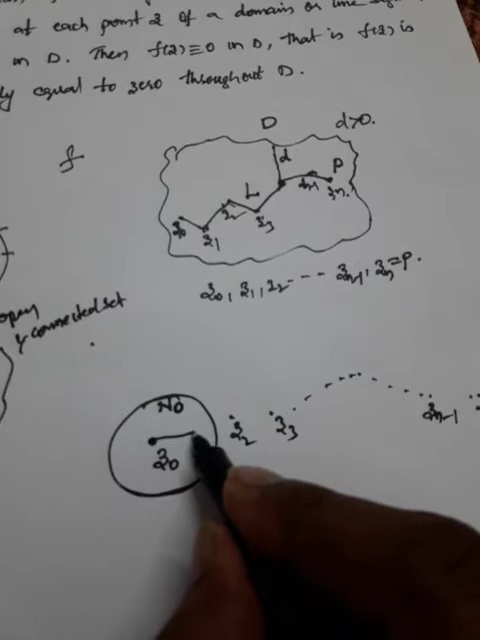 at each point z of a domain or line
in D. Then f(z) ≡ 0 in D, that is f(z) is
ly equal to zero throughout D.
D
d>0.
f
d
P
L
z0
z1
z2
z3
zn-1
zn.
z0, z1, z2 --- zn-1, zn=P.
open
& connected set
N0
z0
z2
z3
zn-1